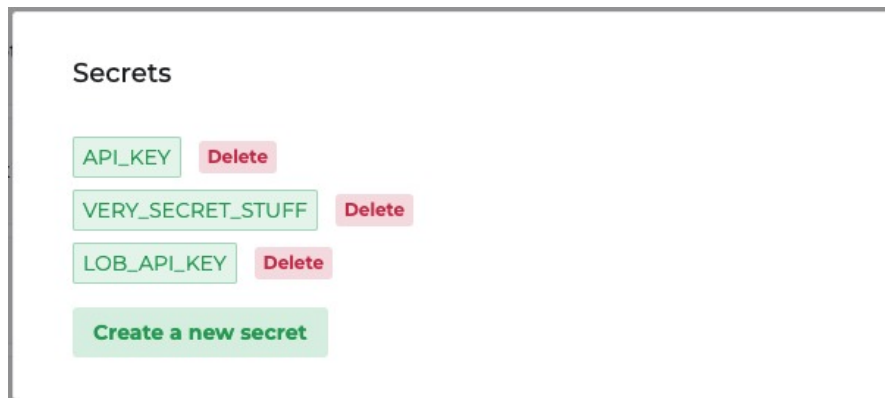 Secrets
API_KEY Delete
VERY_SECRET_STUFF Delete
LOB_API_KEY Delete
Create a new secret